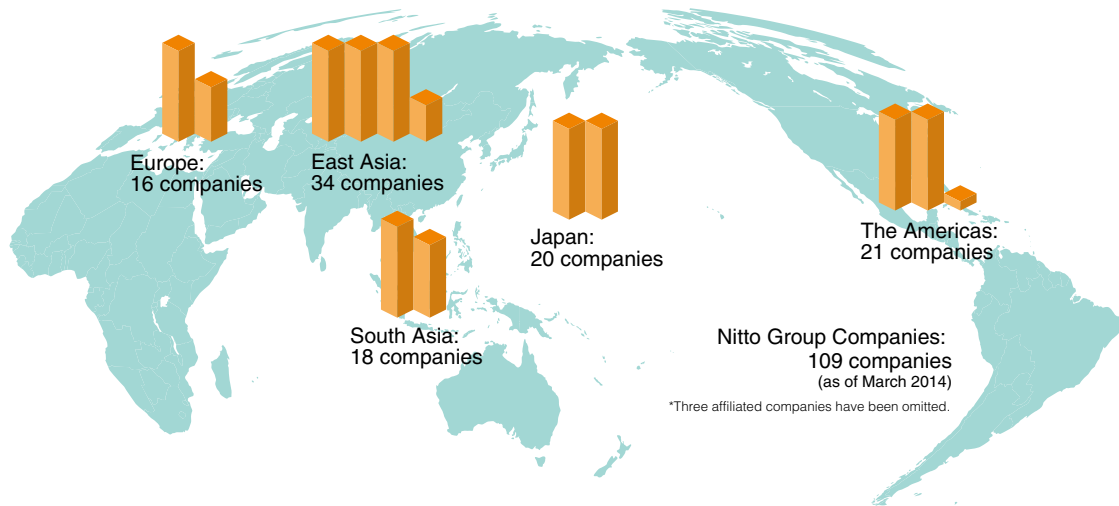 Europe:
16 companies
East Asia:
34 companies
Japan:
20 companies
The Americas:
21 companies
South Asia:
18 companies
Nitto Group Companies:
109 companies
(as of March 2014)
*Three affiliated companies have been omitted.